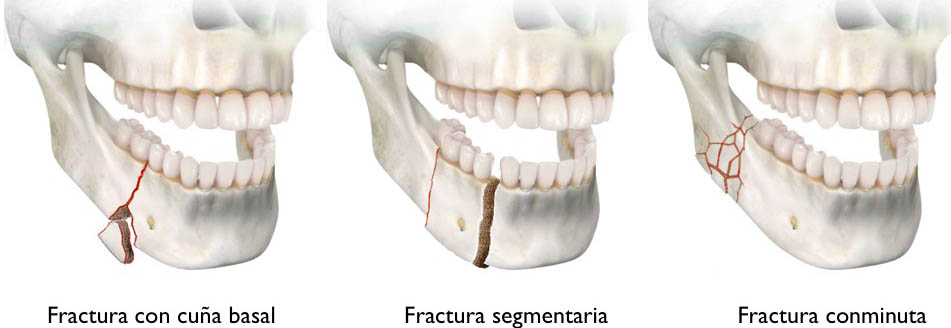 Fractura con cuña basal
Fractura segmentaria
Fractura conminuta